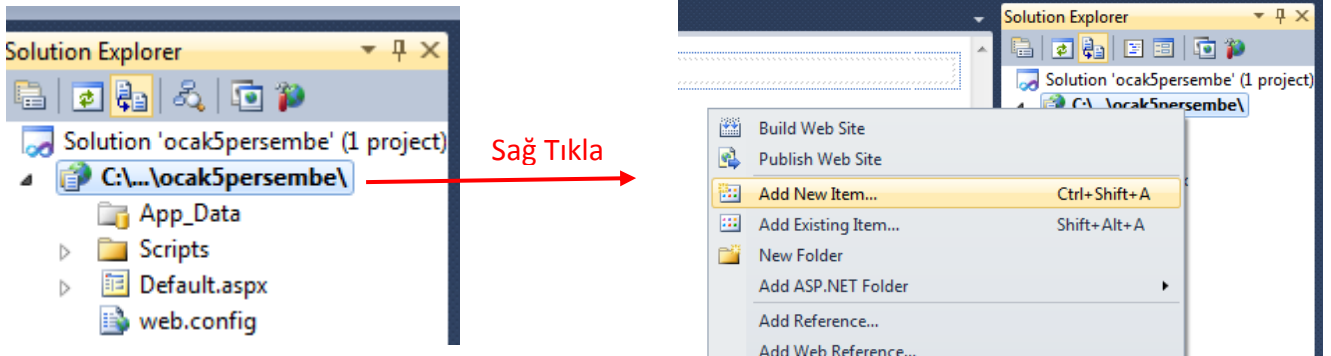 Solution Explorer
Solution 'ocak5persembe' (1 project)
C:\...\ocak5persembe\
App_Data
Scripts
Default.aspx
web.config
Sağ Tıkla
Solution Explorer
Solution 'ocak5persembe' (1 project)
C:\...\ocak5persembe\
Build Web Site
Publish Web Site
Add New Item... Ctrl+Shift+A
Add Existing Item... Shift+Alt+A
New Folder
Add ASP.NET Folder
Add Reference...
Add Web Reference...